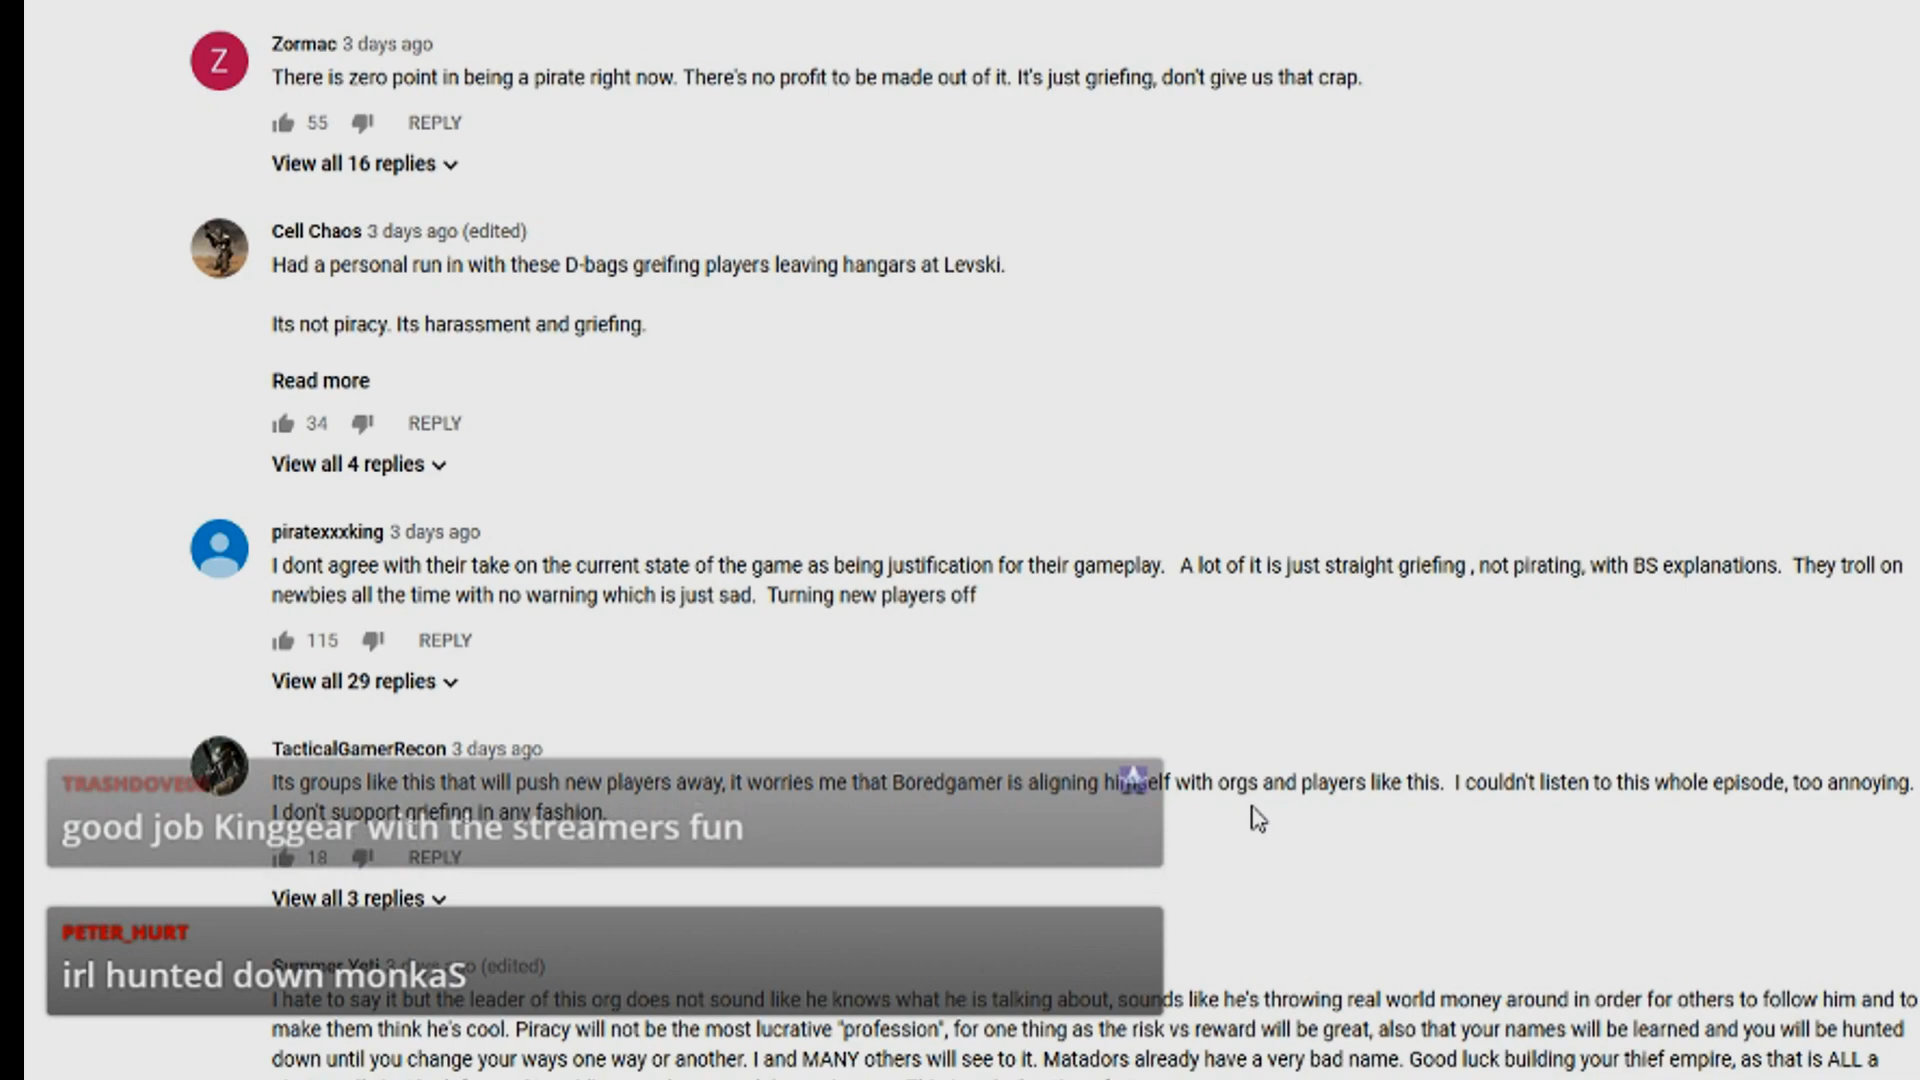 Zormac 3 days ago
There is zero point in being a pirate right now. There's no profit to be made out of it. It's just griefing, don't give us that crap.
55 REPLY
View all 16 replies
Z
Cell Chaos 3 days ago (edited)
Had a personal run in with these D-bags greifing players leaving hangars at Levski.
Its not piracy. Its harassment and griefing.
Read more
34 REPLY
View all 4 replies
piratexxxking 3 days ago
I dont agree with their take on the current state of the game as being justification for their gameplay. A lot of it is just straight griefing , not pirating, with BS explanations. They troll on
newbies all the time with no warning which is just sad. Turning new players off
115 REPLY
View all 29 replies
TacticalGamerRecon 3 days ago
Its groups like this that will push new players away, it worries me that Boredgamer is aligning himself with orgs and players like this. I couldn't listen to this whole episode, too annoying.
I don't support griefing in any fashion.
TRASHDOVE
good job Kinggear with the streamers fun
18 REPLY
View all 3 replies
PETER_HURT
irl hunted down monkaS
Summer Yeti 3 days ago (edited)
I hate to say it but the leader of this org does not sound like he knows what he is talking about, sounds like he's throwing real world money around in order for others to follow him and to
make them think he's cool. Piracy will not be the most lucrative "profession", for one thing as the risk vs reward will be great, also that your names will be learned and you will be hunted
down until you change your ways one way or another. I and MANY others will see to it. Matadors already have a very bad name. Good luck building your thief empire, as that is ALL a